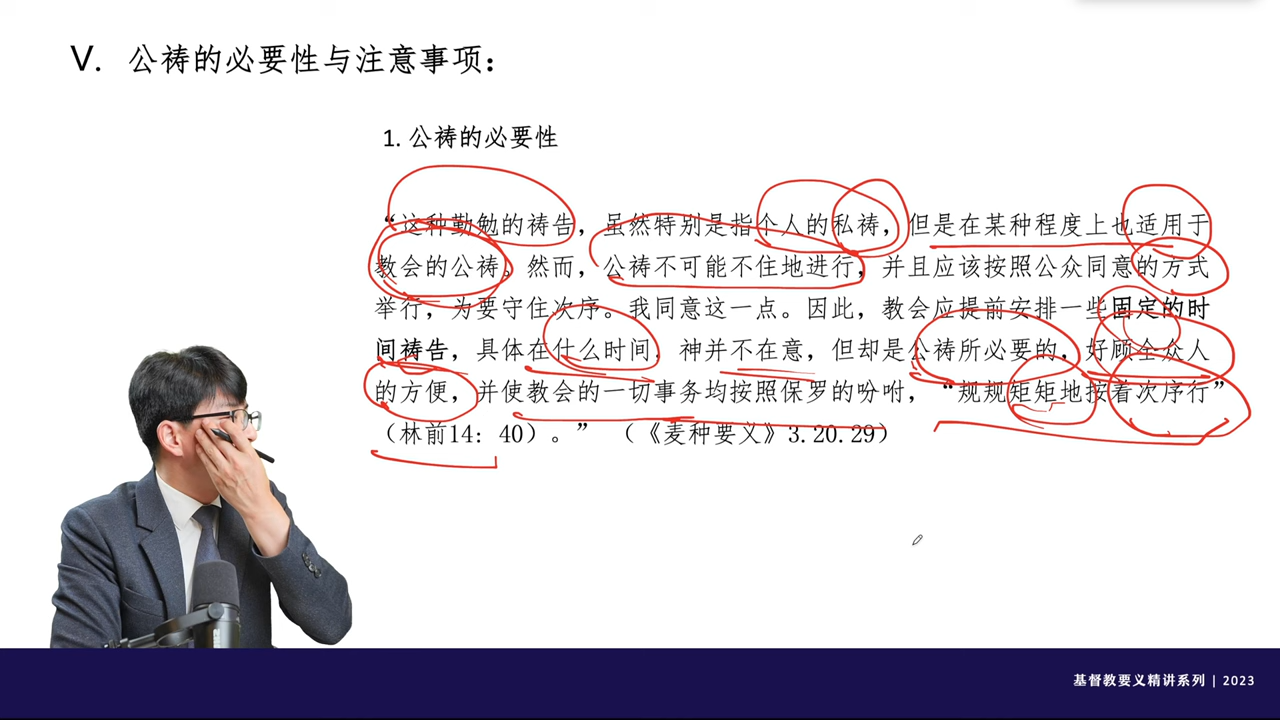 V. 公祷的必要性与注意事项：
1. 公祷的必要性
“这种勤勉的祷告，虽然特别是指个人的私祷，但是在某种程度上也适用于
教会的公祷。然而，公祷不可能不住地进行，并且应该按照公众同意的方式
举行，为要守住次序。我同意这一点。因此，教会应提前安排一些固定的时
间祷告，具体在什么时间，神并不在意，但却是公祷所必要的，好顾全众人
的方便，并使教会的一切事务均按照保罗的吩咐，“规规矩矩地按着次序行”
（林前14：40）。” （《麦种要义》3.20.29）
基督教要义精讲系列 | 2023